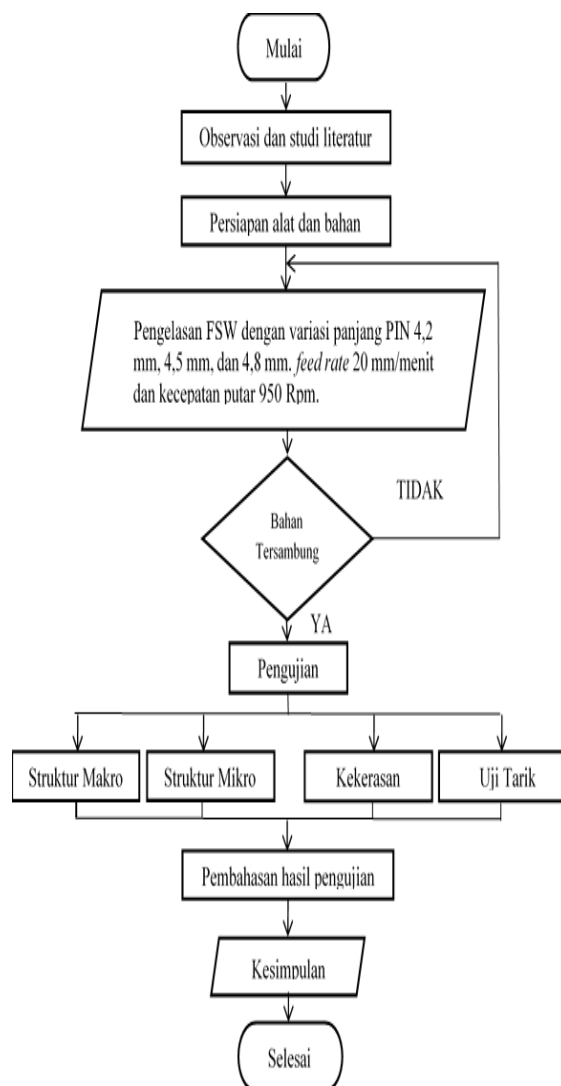 Mulai
Observasi dan studi literatur
Persiapan alat dan bahan
Pengelasan FSW dengan variasi panjang PIN 4,2
mm, 4,5 mm, dan 4,8 mm. feed rate 20 mm/menit
dan kecepatan putar 950 Rpm.
TIDAK
Bahan
Tersambung
YA
Pengujian
Struktur Makro
Struktur Mikro
Kekerasan
Uji Tarik
Pembahasan hasil pengujian
Kesimpulan
Selesai